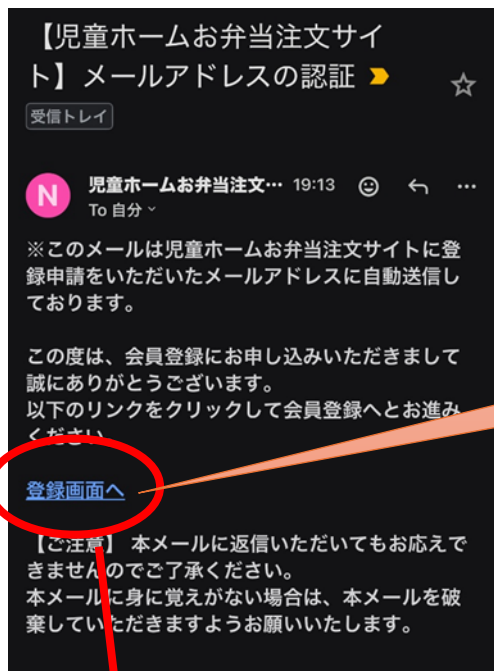 【児童ホームお弁当注文サイ
ト】メールアドレスの認証
受信トレイ
N
児童ホームお弁当注文… 19:13
To 自分
※このメールは児童ホームお弁当注文サイトに登
録申請をいただいたメールアドレスに自動送信し
ております。
この度は、会員登録にお申し込みいただきまして
誠にありがとうございます。
以下のリンクをクリックして会員登録へとお進み
ください
登録画面へ
【ご注意】 本メールに返信いただいてもお応えで
きませんのでご了承ください。
本メールに身に覚えがない場合は、本メールを破
棄していただきますようお願いいたします。